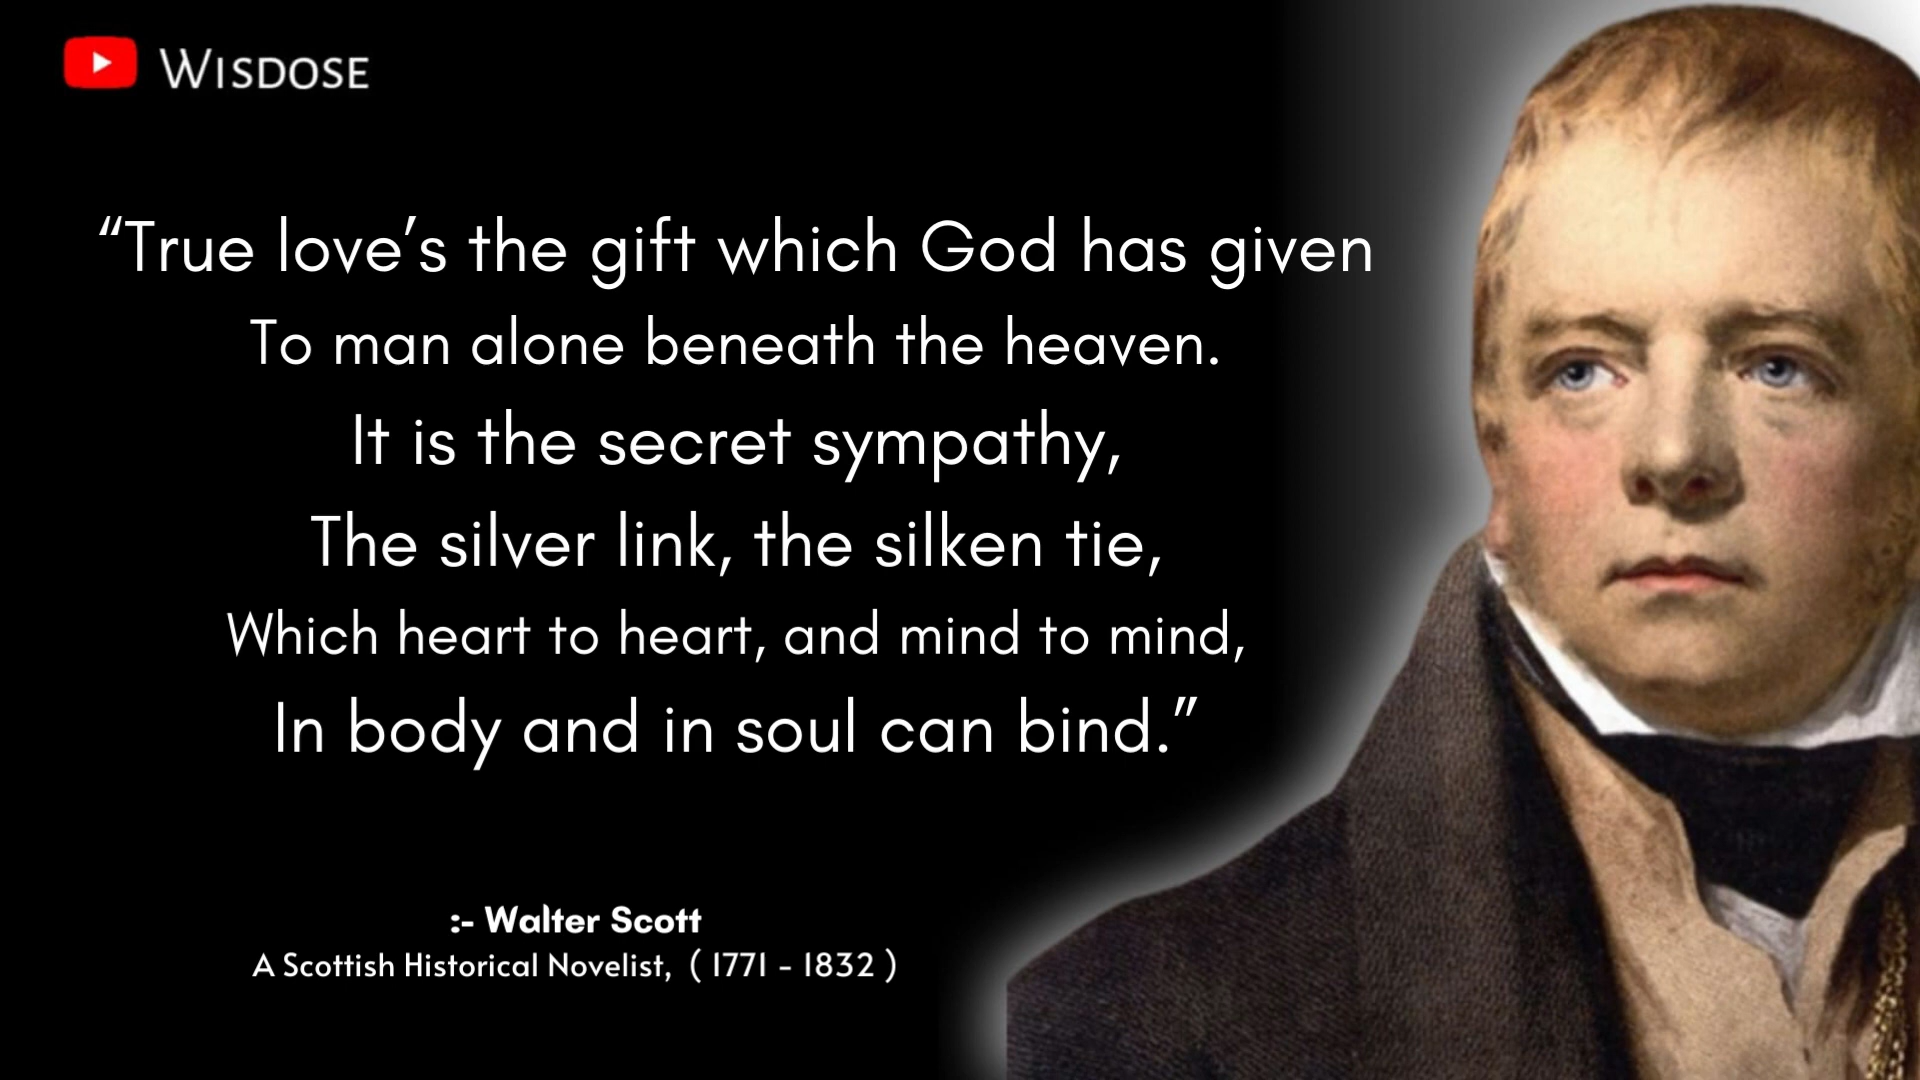 WISDOSE
“True love’s the gift which God has given
To man alone beneath the heaven.
It is the secret sympathy,
The silver link, the silken tie,
Which heart to heart, and mind to mind,
In body and in soul can bind.”
:- Walter Scott
A Scottish Historical Novelist, ( 1771 - 1832 )